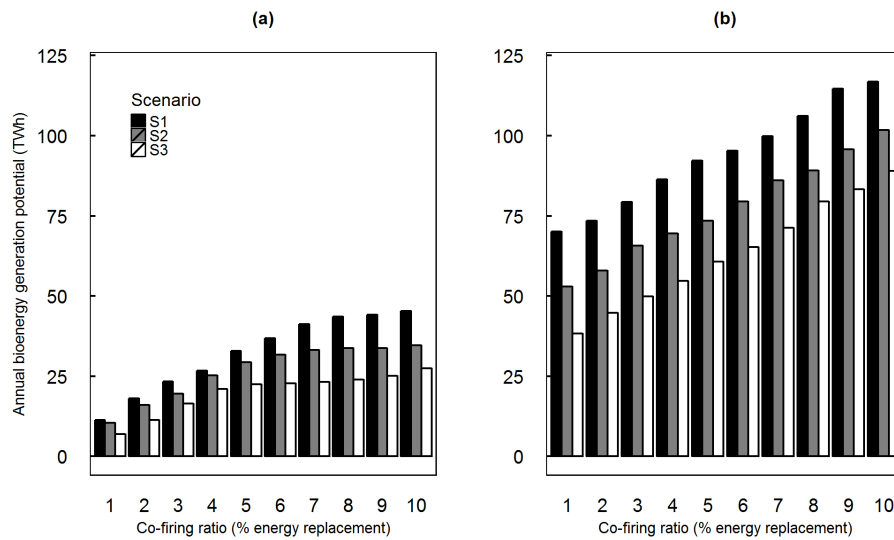 (a)
(b)
Annual bioenergy generation potential (TWh)
125
100
75
50
25
0
Scenario
S1
S2
S3
1 2 3 4 5 6 7 8 9 10
Co-firing ratio (% energy replacement)
125
100
75
50
25
0
1 2 3 4 5 6 7 8 9 10
Co-firing ratio (% energy replacement)